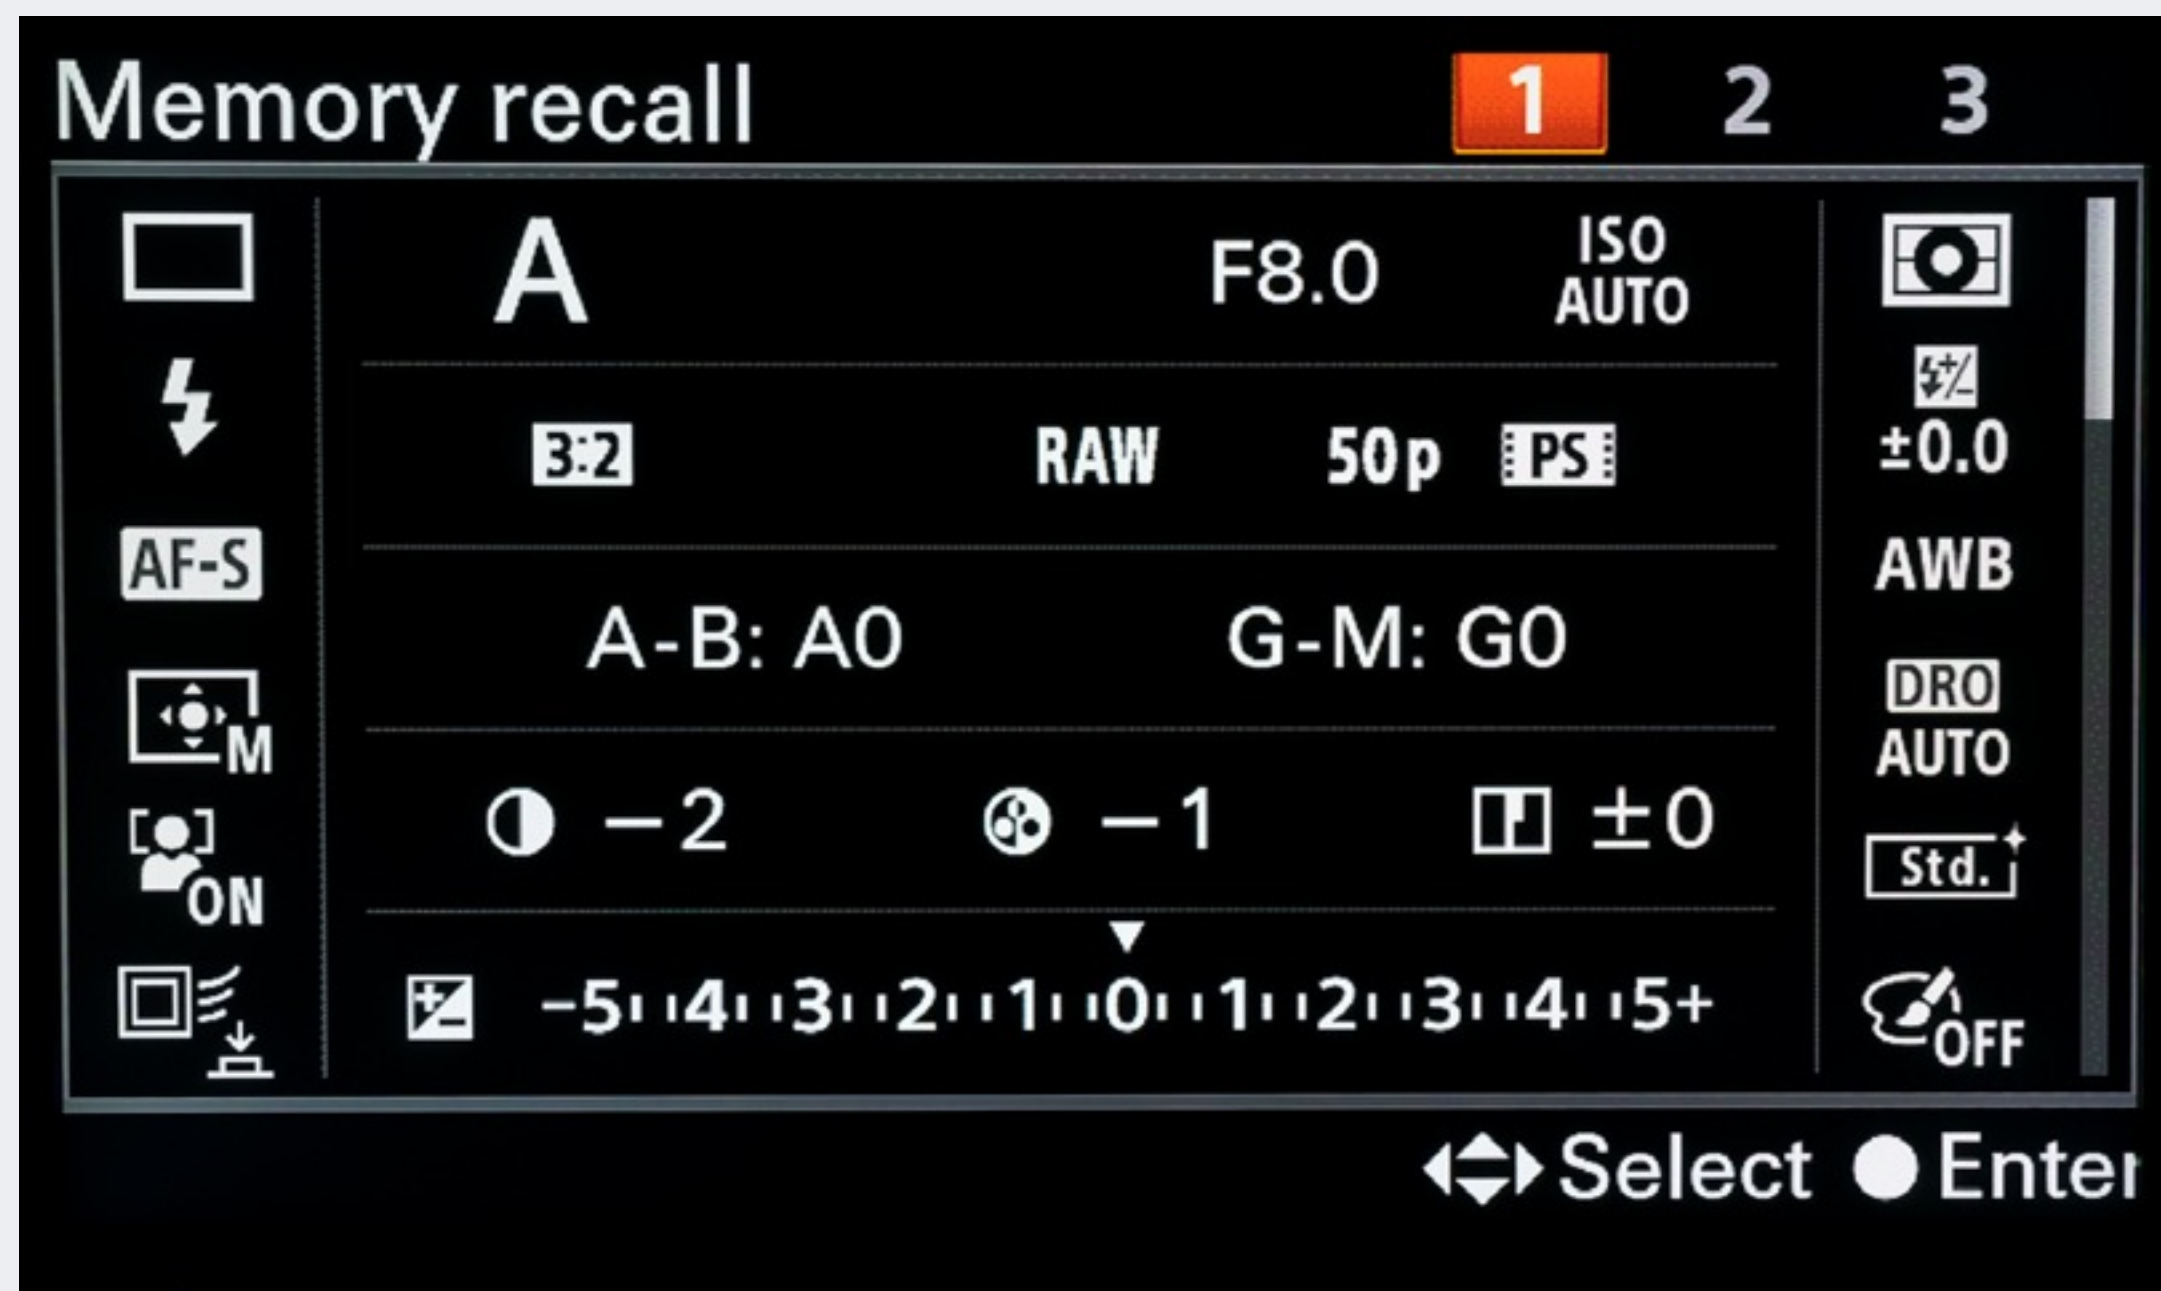 Memory recall 1 2 3
A F8.0 ISO AUTO
3:2 RAW 50p PS ±0.0
AF-S A-B: A0 G-M: G0 AWB
M DRO AUTO
ON −2 −1 ±0 Std.
−5 4 3 2 1 0 1 2 3 4 5+ OFF
Select Enter